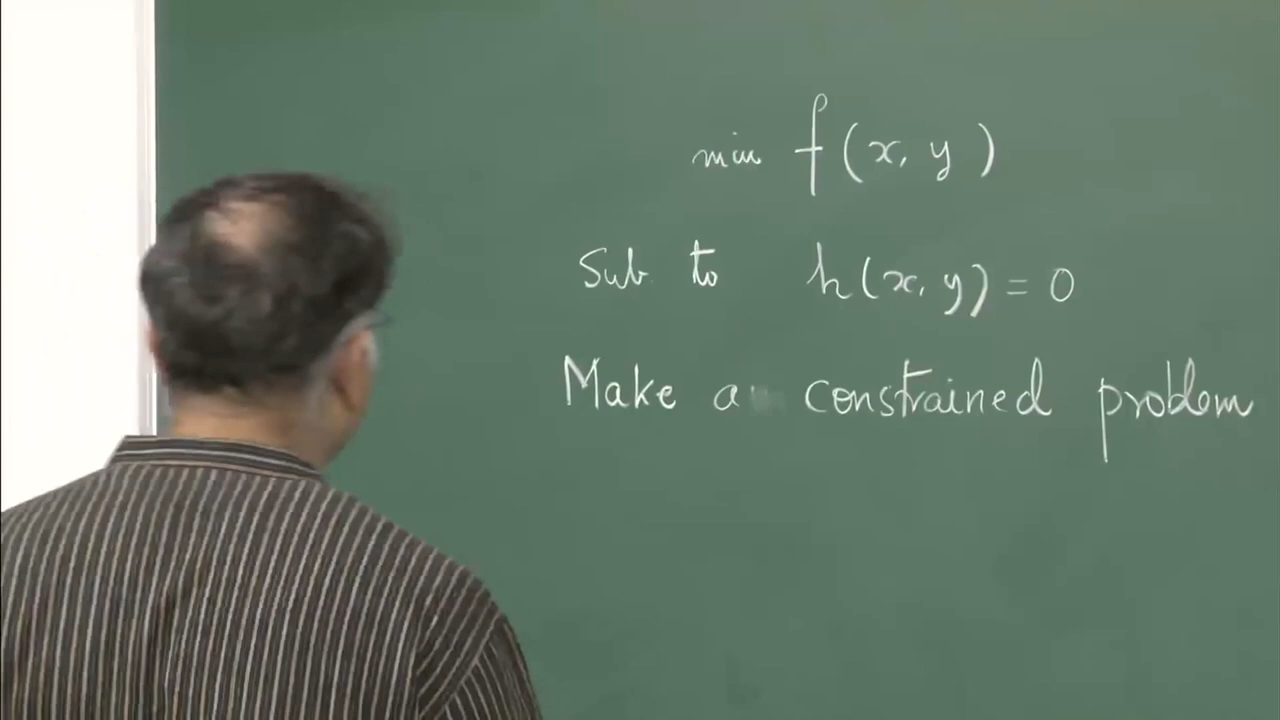 min f(x, y)
Sub to h(x, y) = 0
Make a constrained problem